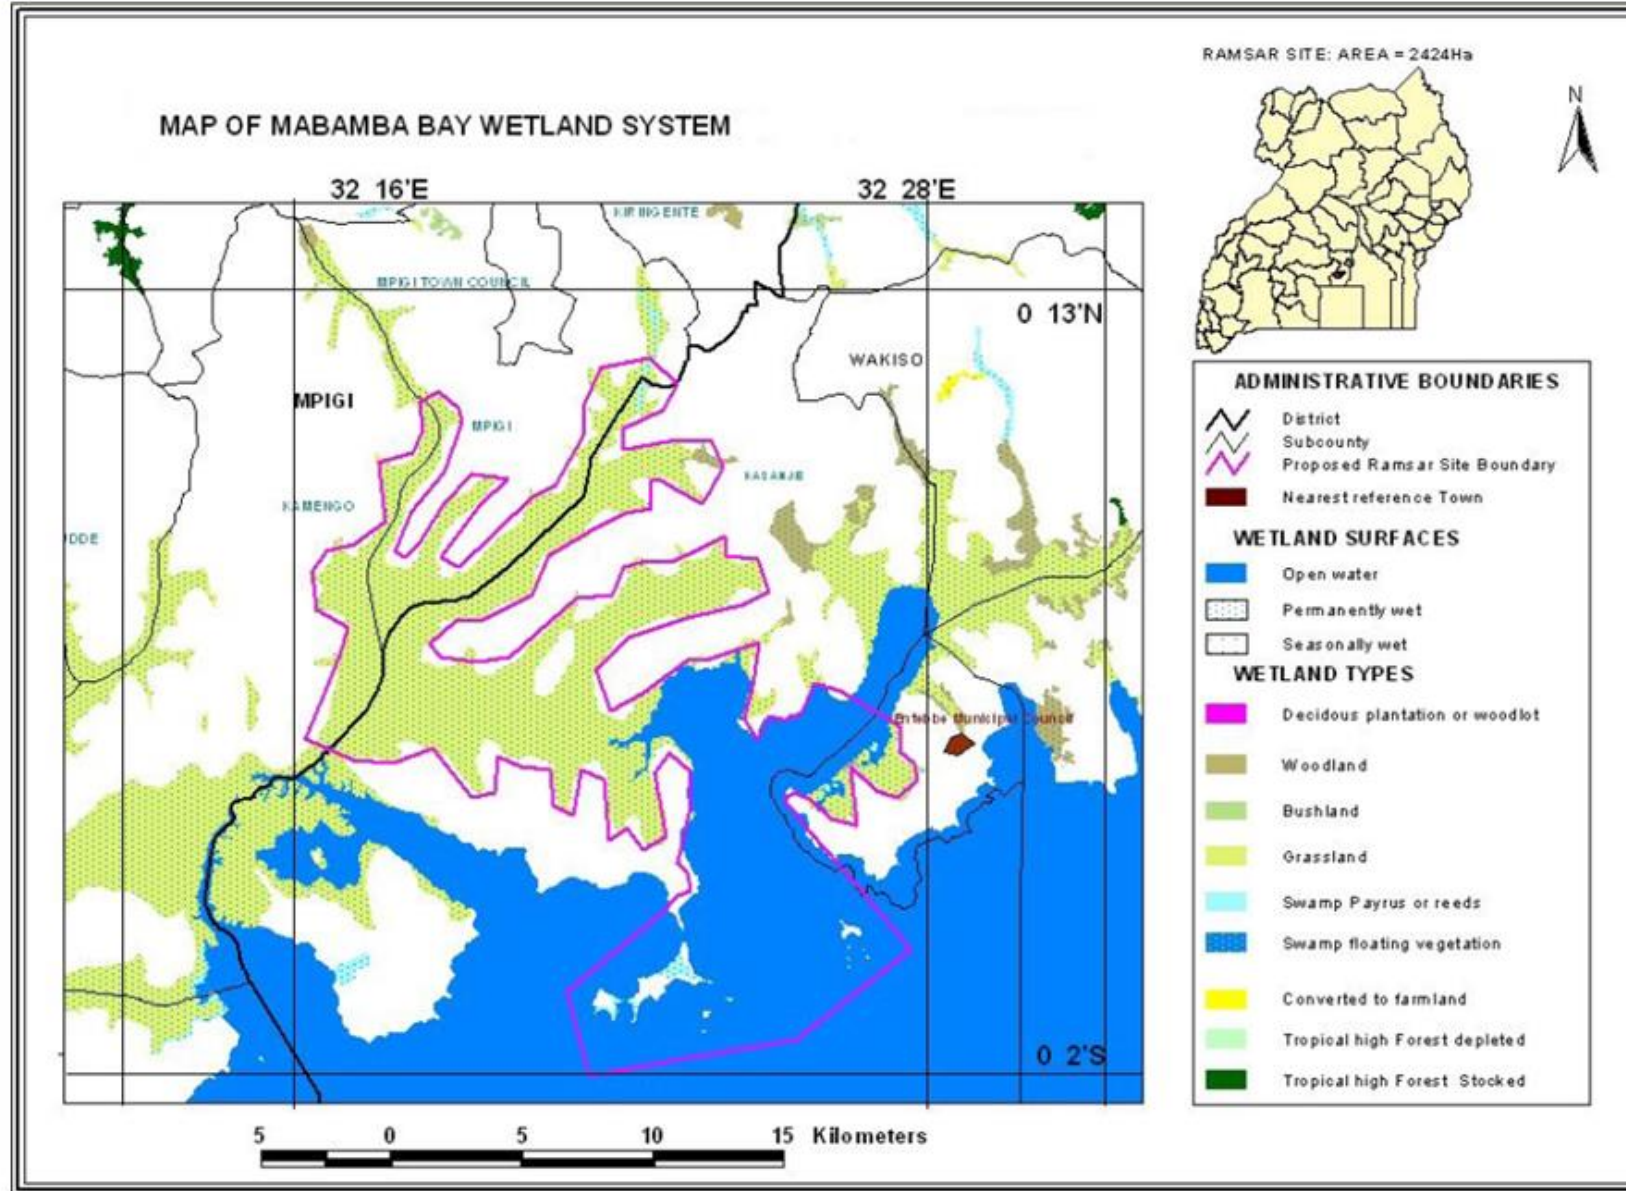 RAMSAR SITE: AREA = 2424Ha
N
MAP OF MABAMBA BAY WETLAND SYSTEM
32 16'E
32 28'E
KIRINGENTE
MPIGI TOWN COUNCIL
0 13'N
WAKISO
MPIGI
MPIGI
KASANJE
KAMENGO
Entebbe Municipal Council
0 2'S
5 0 5 10 15 Kilometers
ADMINISTRATIVE BOUNDARIES
District
Subcounty
Proposed Ramsar Site Boundary
Nearest reference Town
WETLAND SURFACES
Open water
Permanently wet
Seasonally wet
WETLAND TYPES
Decidous plantation or woodlot
Woodland
Bushland
Grassland
Swamp Payrus or reeds
Swamp floating vegetation
Converted to farmland
Tropical high Forest depleted
Tropical high Forest Stocked